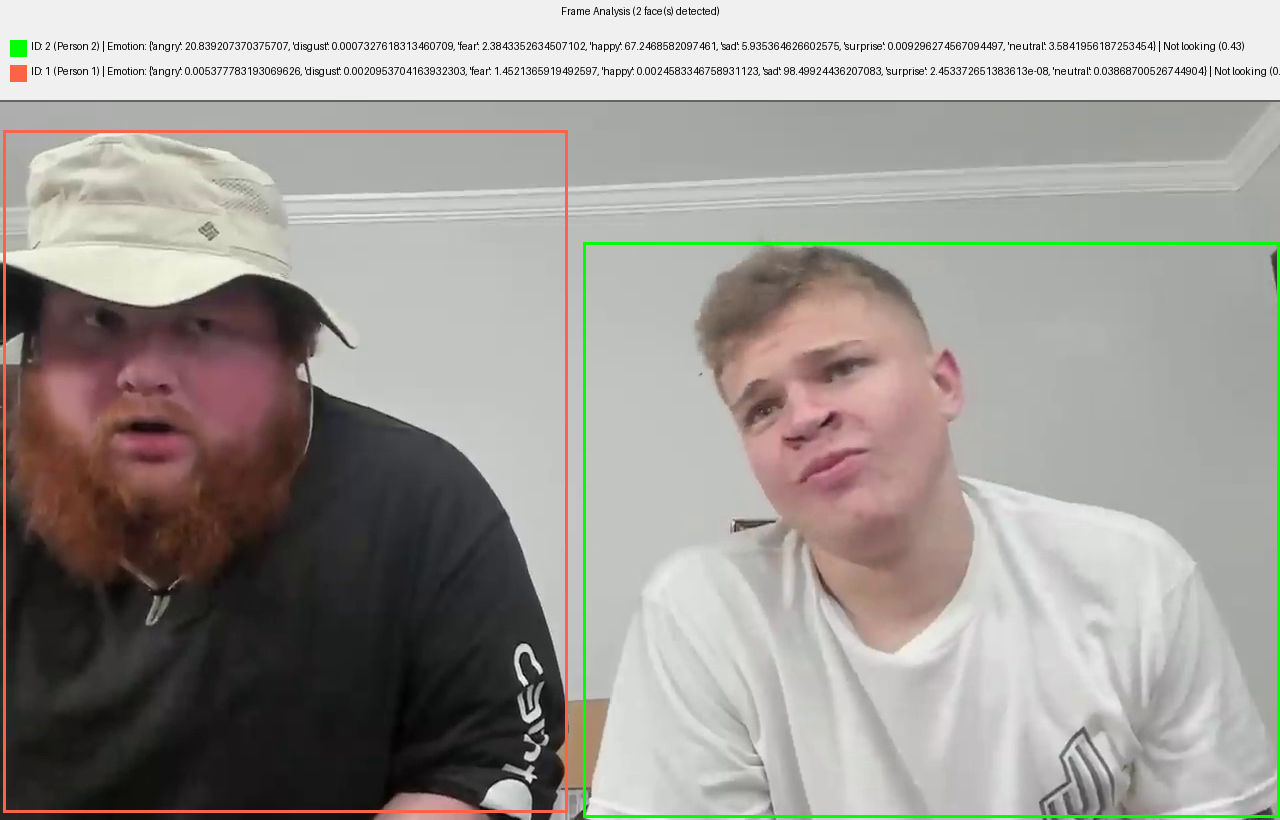 Frame Analysis (2 face(s) detected)
ID: 2 (Person 2) | Emotion: {'angry': 20.839207370375707, 'disgust': 0.0007327618313460709, 'fear': 2.3843352634507102, 'happy': 67.2468582097461, 'sad': 5.935364626602575, 'surprise': 0.009296274567094497, 'neutral': 3.5841956187253454} | Not looking (0.43)
ID: 1 (Person 1) | Emotion: {'angry': 0.005377783193069626, 'disgust': 0.0020953704163932303, 'fear': 1.4521365919492597, 'happy': 0.0024583346758931123, 'sad': 98.49924436207083, 'surprise': 2.453372651383613e-08, 'neutral': 0.03868700526744904} | Not looking (0.